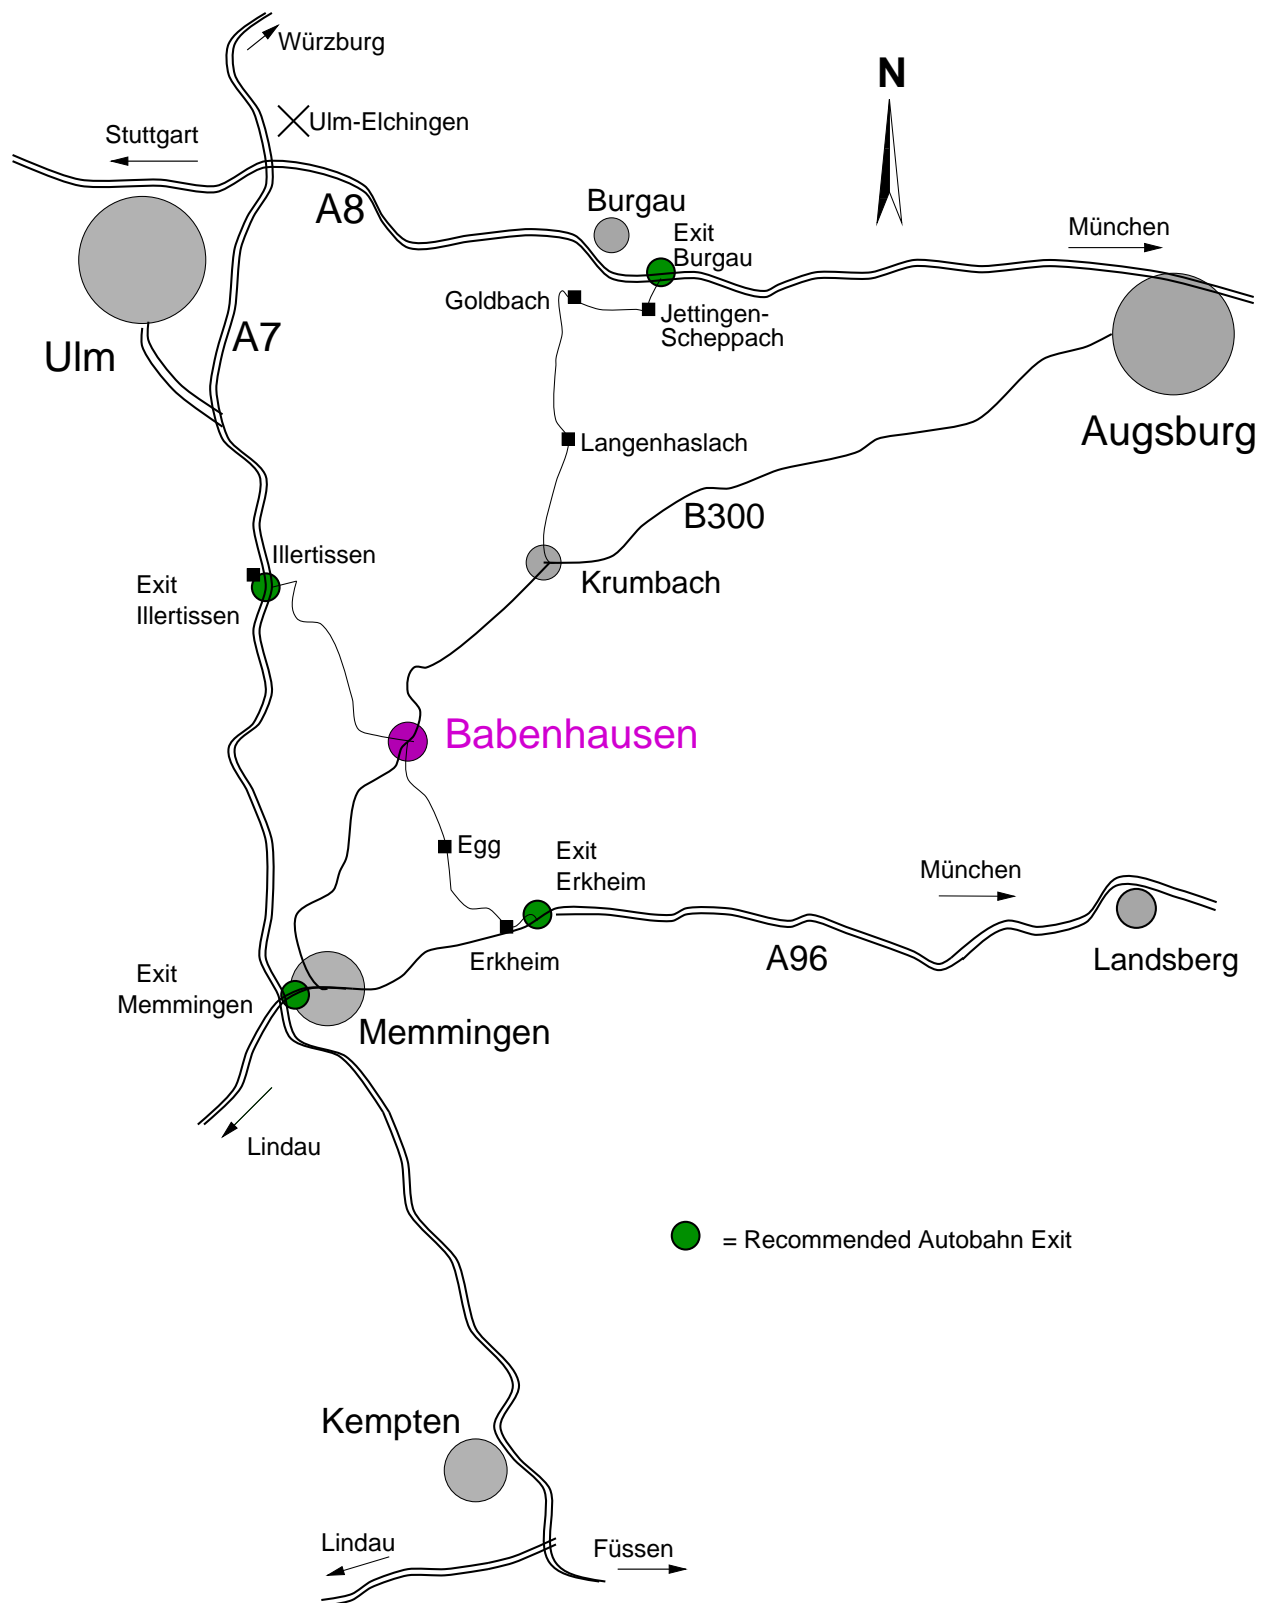 Würzburg
N
Ulm-Elchingen
Stuttgart
Burgau
A8
München
Exit
Burgau
Goldbach
Jettingen-
Scheppach
A7
Ulm
Augsburg
Langenhaslach
B300
Illertissen
Krumbach
Exit
Illertissen
Babenhausen
Egg
Exit
Erkheim
München
Erkheim
A96
Landsberg
Exit
Memmingen
Memmingen
Lindau
= Recommended Autobahn Exit
Kempten
Lindau
Füssen